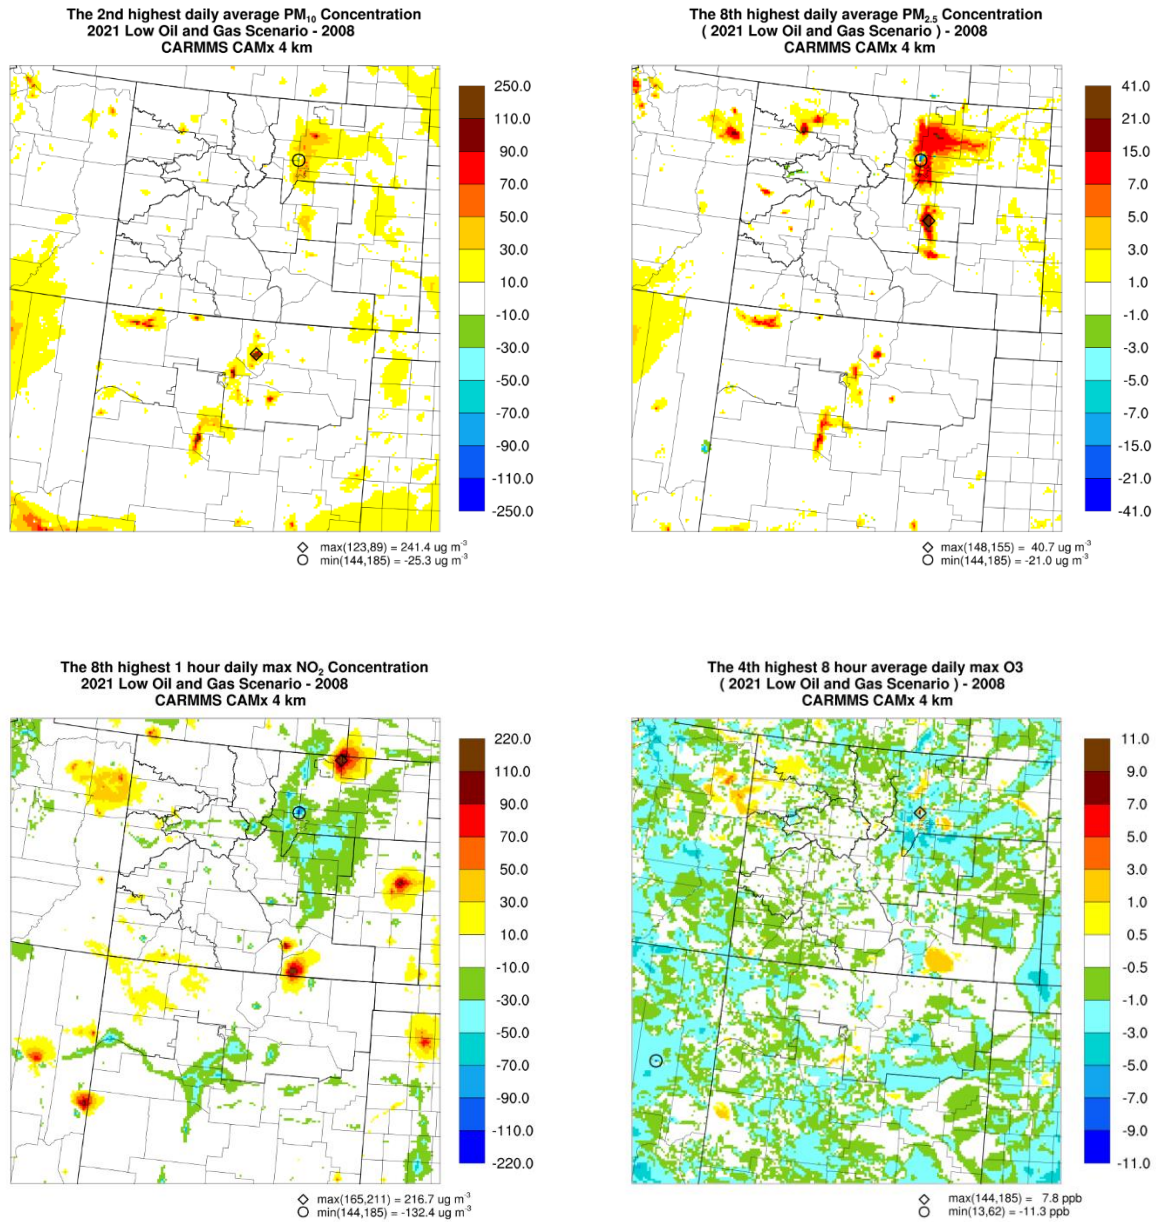 The 2nd highest daily average PM₁₀ Concentration
2021 Low Oil and Gas Scenario - 2008
CARMMS CAMx 4 km
250.0
110.0
90.0
70.0
50.0
30.0
10.0
-10.0
-30.0
-50.0
-70.0
-90.0
-110.0
-250.0
max(123,89) = 241.4 ug m⁻³
min(144,185) = -25.3 ug m⁻³
The 8th highest daily average PM₂.₅ Concentration
( 2021 Low Oil and Gas Scenario ) - 2008
CARMMS CAMx 4 km
41.0
21.0
15.0
7.0
5.0
3.0
1.0
-1.0
-3.0
-5.0
-7.0
-15.0
-21.0
-41.0
max(148,155) = 40.7 ug m⁻³
min(144,185) = -21.0 ug m⁻³
The 8th highest 1 hour daily max NO₂ Concentration
2021 Low Oil and Gas Scenario - 2008
CARMMS CAMx 4 km
220.0
110.0
90.0
70.0
50.0
30.0
10.0
-10.0
-30.0
-50.0
-70.0
-90.0
-110.0
-220.0
max(165,211) = 216.7 ug m⁻³
min(144,185) = -132.4 ug m⁻³
The 4th highest 8 hour average daily max O3
( 2021 Low Oil and Gas Scenario ) - 2008
CARMMS CAMx 4 km
11.0
9.0
7.0
5.0
3.0
1.0
0.5
-0.5
-1.0
-3.0
-5.0
-7.0
-9.0
-11.0
max(144,185) = 7.8 ppb
min(13,62) = -11.3 ppb